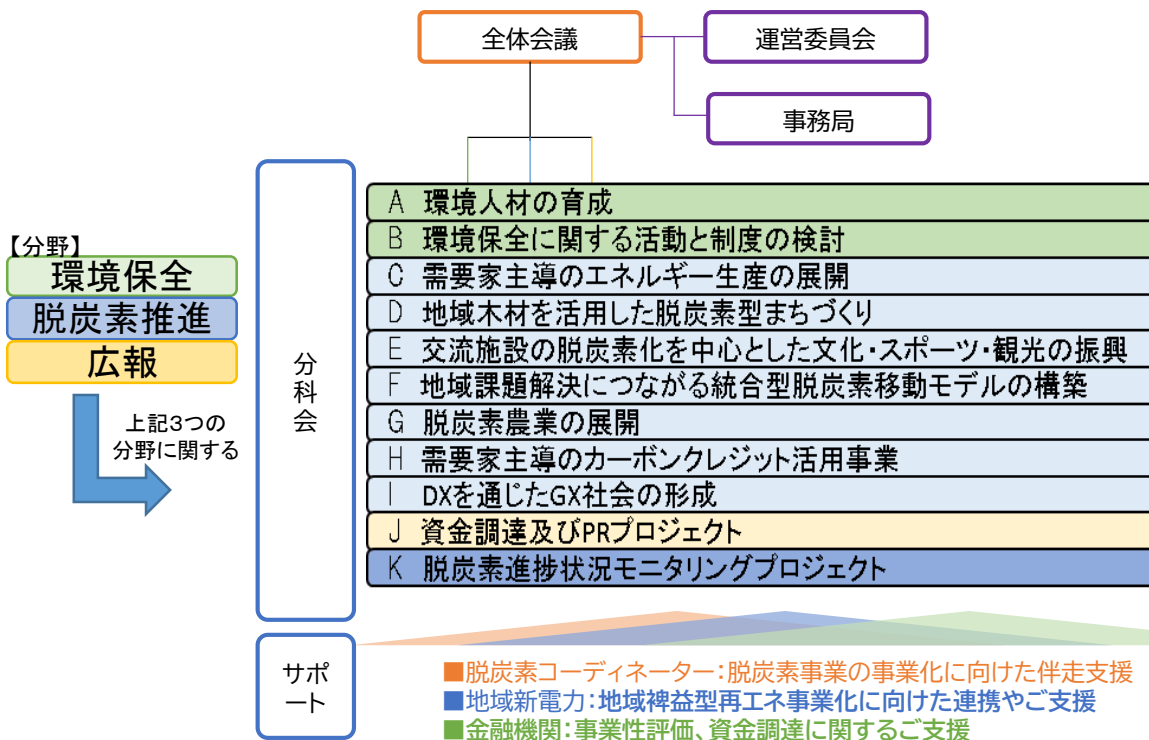 全体会議
運営委員会
事務局
【分野】
環境保全
脱炭素推進
広報
上記3つの
分野に関する
分科会
A 環境人材の育成
B 環境保全に関する活動と制度の検討
C 需要家主導のエネルギー生産の展開
D 地域木材を活用した脱炭素型まちづくり
E 交流施設の脱炭素化を中心とした文化・スポーツ・観光の振興
F 地域課題解決につながる統合型脱炭素移動モデルの構築
G 脱炭素農業の展開
H 需要家主導のカーボンクレジット活用事業
I DXを通じたGX社会の形成
J 資金調達及びPRプロジェクト
K 脱炭素進捗状況モニタリングプロジェクト
サポ
ート
■脱炭素コーディネーター：脱炭素事業の事業化に向けた伴走支援
■地域新電力：地域裨益型再エネ事業化に向けた連携やご支援
■金融機関：事業性評価、資金調達に関するご支援